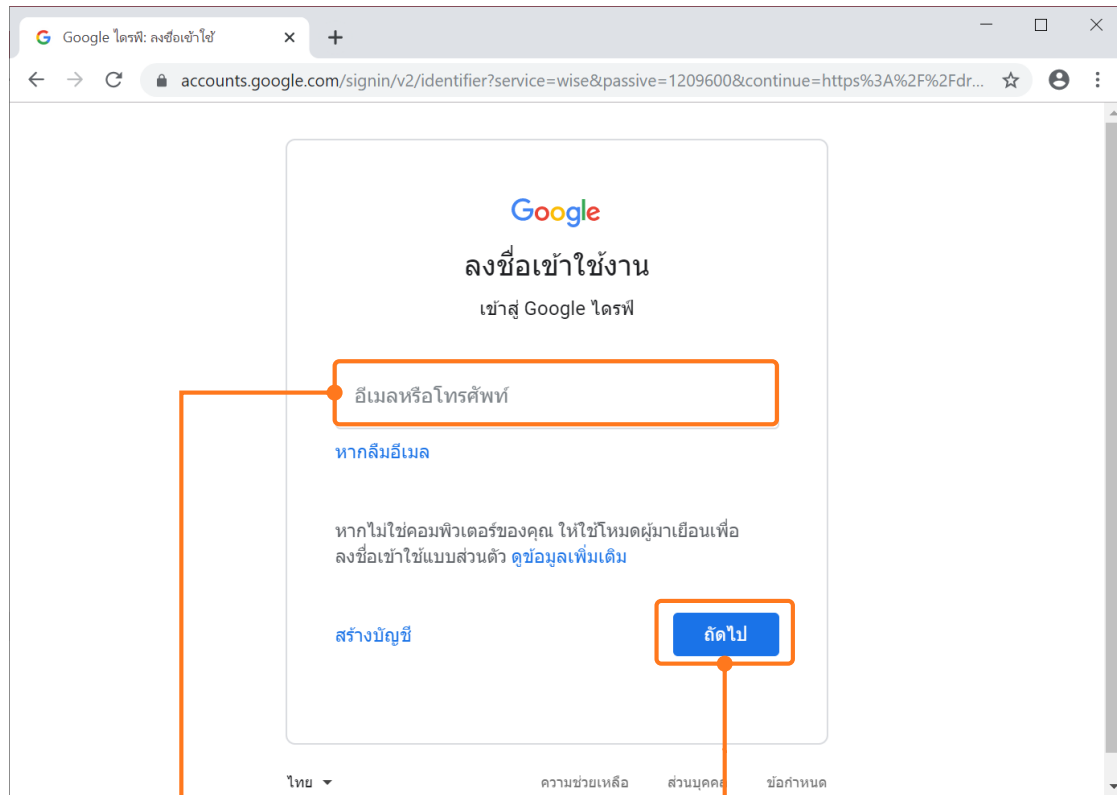 Google ไดรฟ์: ลงชื่อเข้าใช้
accounts.google.com/signin/v2/identifier?service=wise&passive=1209600&continue=https%3A%2F%2Fdr...
Google
ลงชื่อเข้าใช้งาน
เข้าสู่ Google ไดรฟ์
อีเมลหรือโทรศัพท์
หากลืมอีเมล
หากไม่ใช่คอมพิวเตอร์ของคุณ ให้ใช้โหมดผู้มาเยือนเพื่อ
ลงชื่อเข้าใช้แบบส่วนตัว ดูข้อมูลเพิ่มเติม
สร้างบัญชี ถัดไป
ไทย ความช่วยเหลือ ส่วนบุคคล ข้อกำหนด